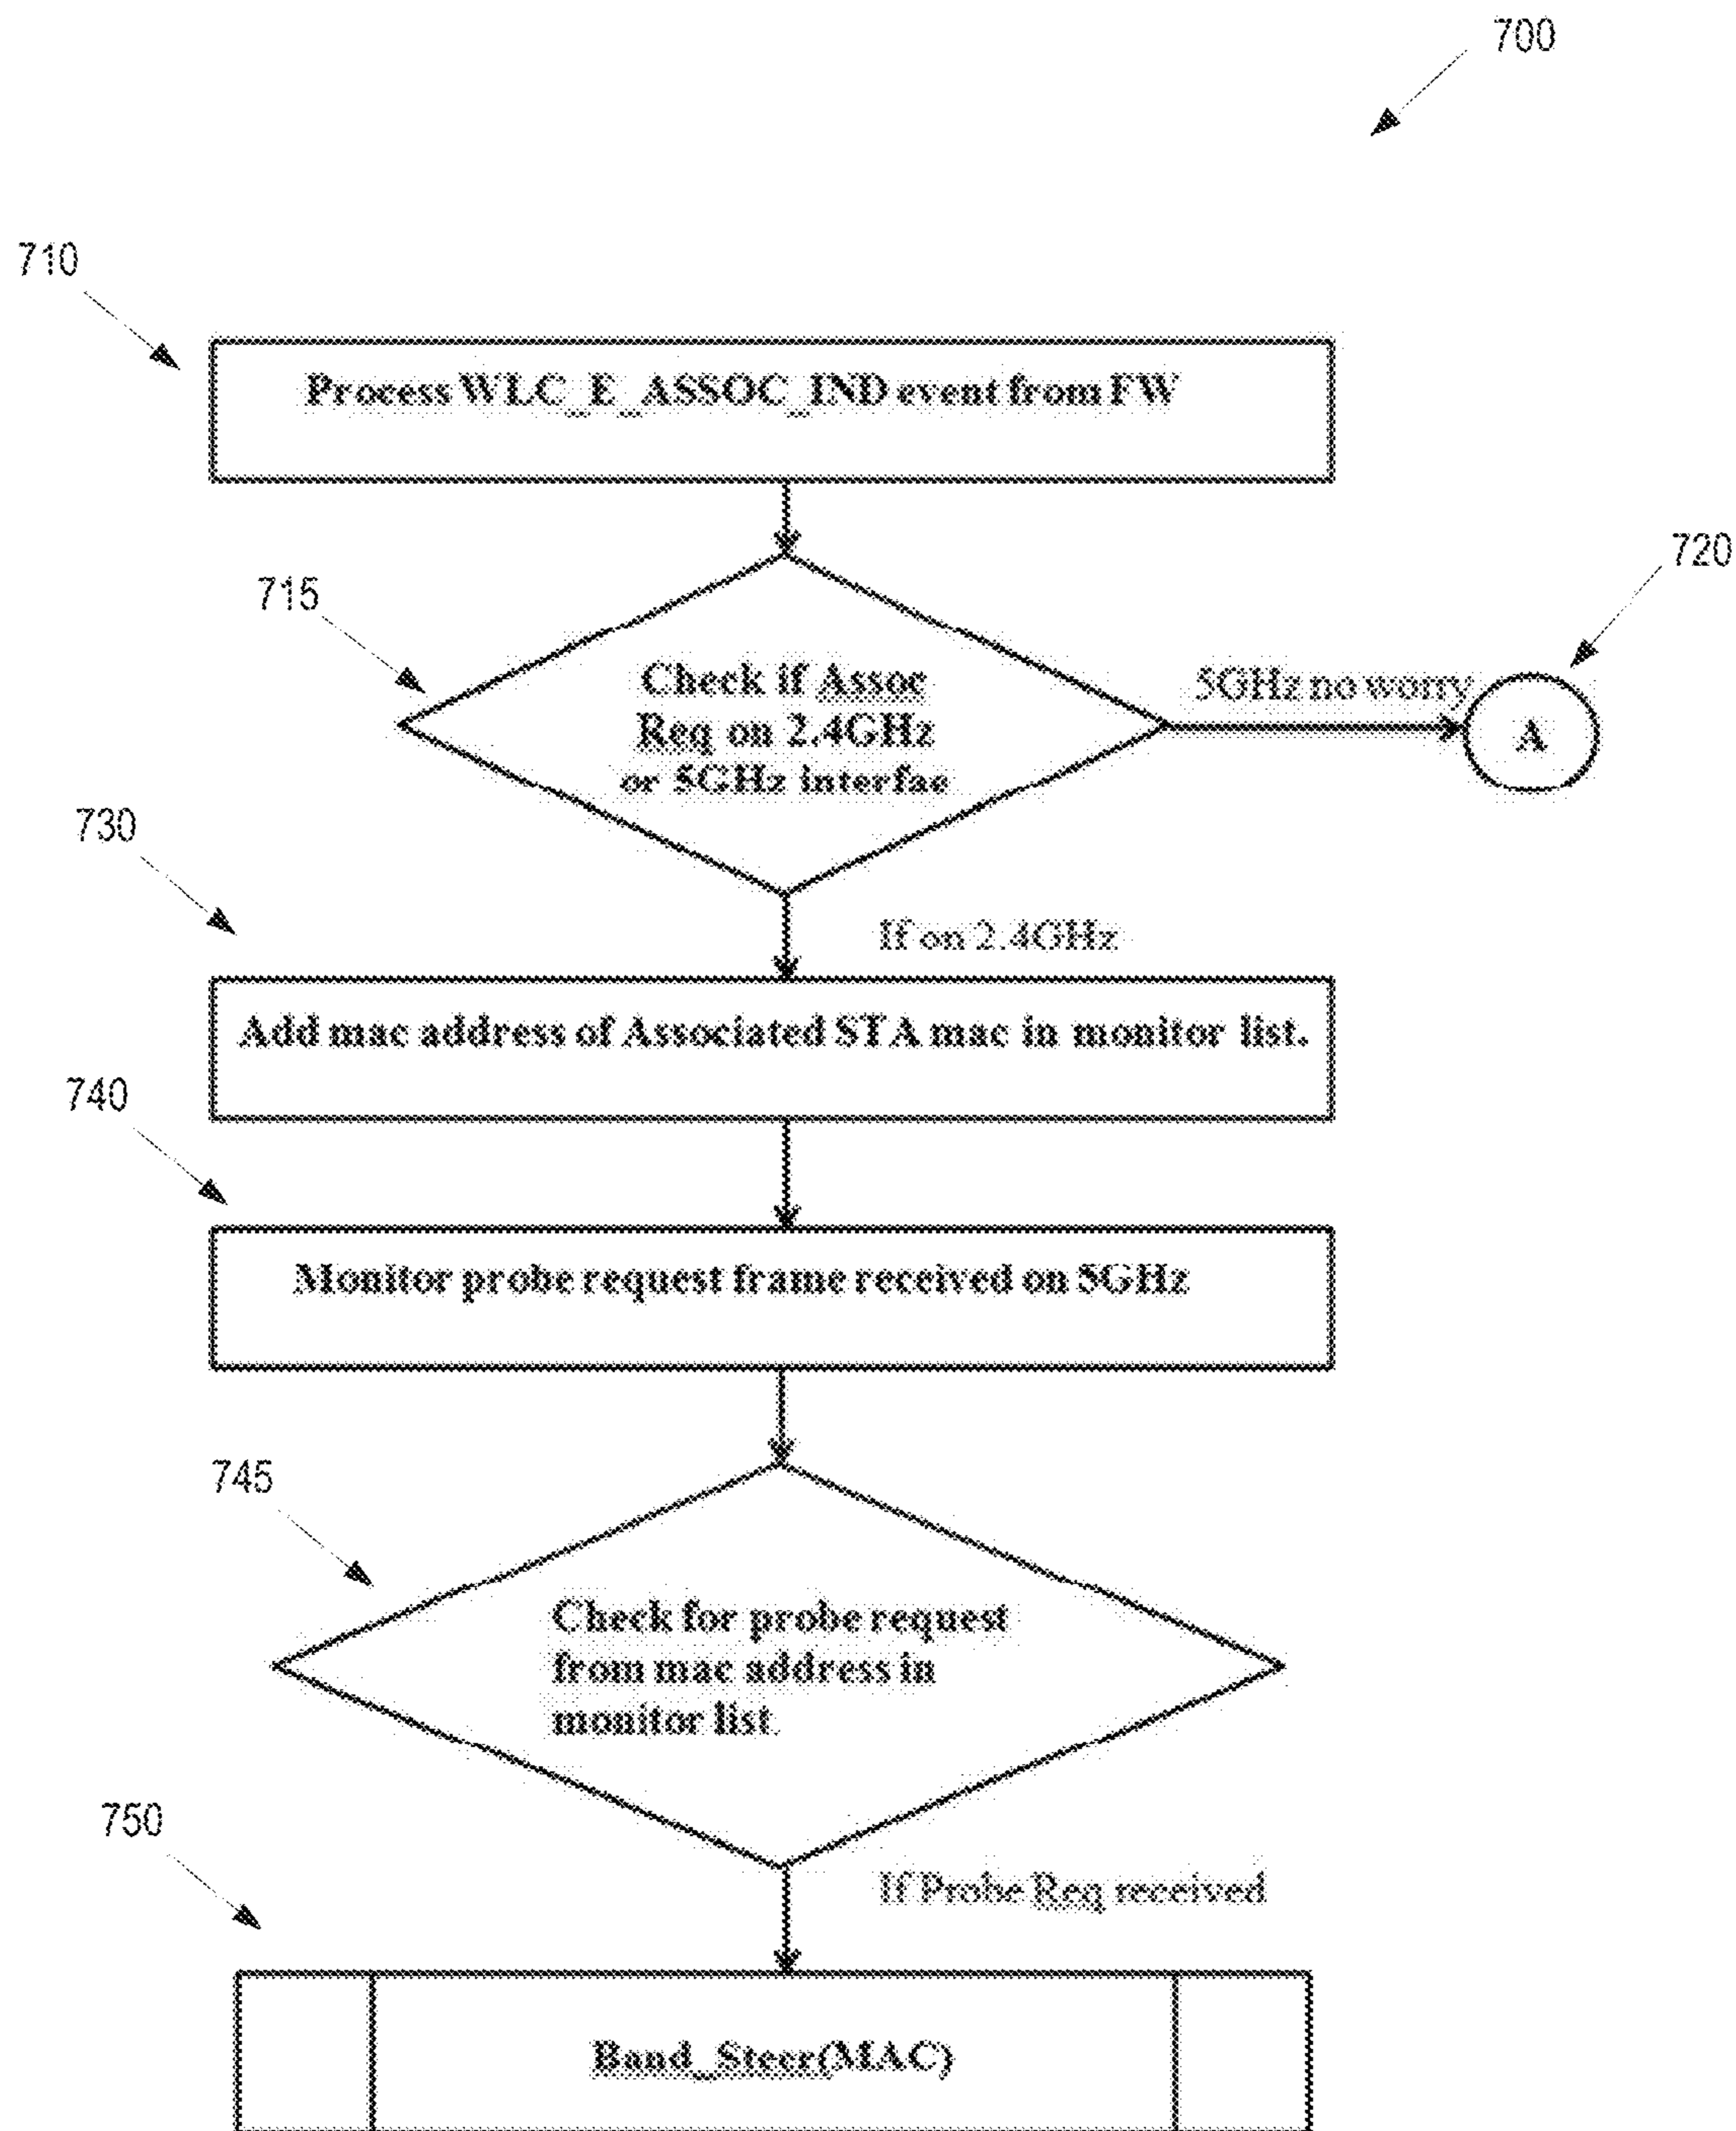 700
710
Process WLC_E_ASSOC_IND event from FW
720
715
Check if Assoc
Req on 2.4GHz
or 5GHz interfae
5GHz no worry
A
730
If on 2.4GHz
Add mac address of Associated STA mac in monitor list.
740
Monitor probe request frame received on 5GHz
745
Check for probe request
from mac address in
monitor list.
750
If Probe Req received
Band_Steer(MAC)